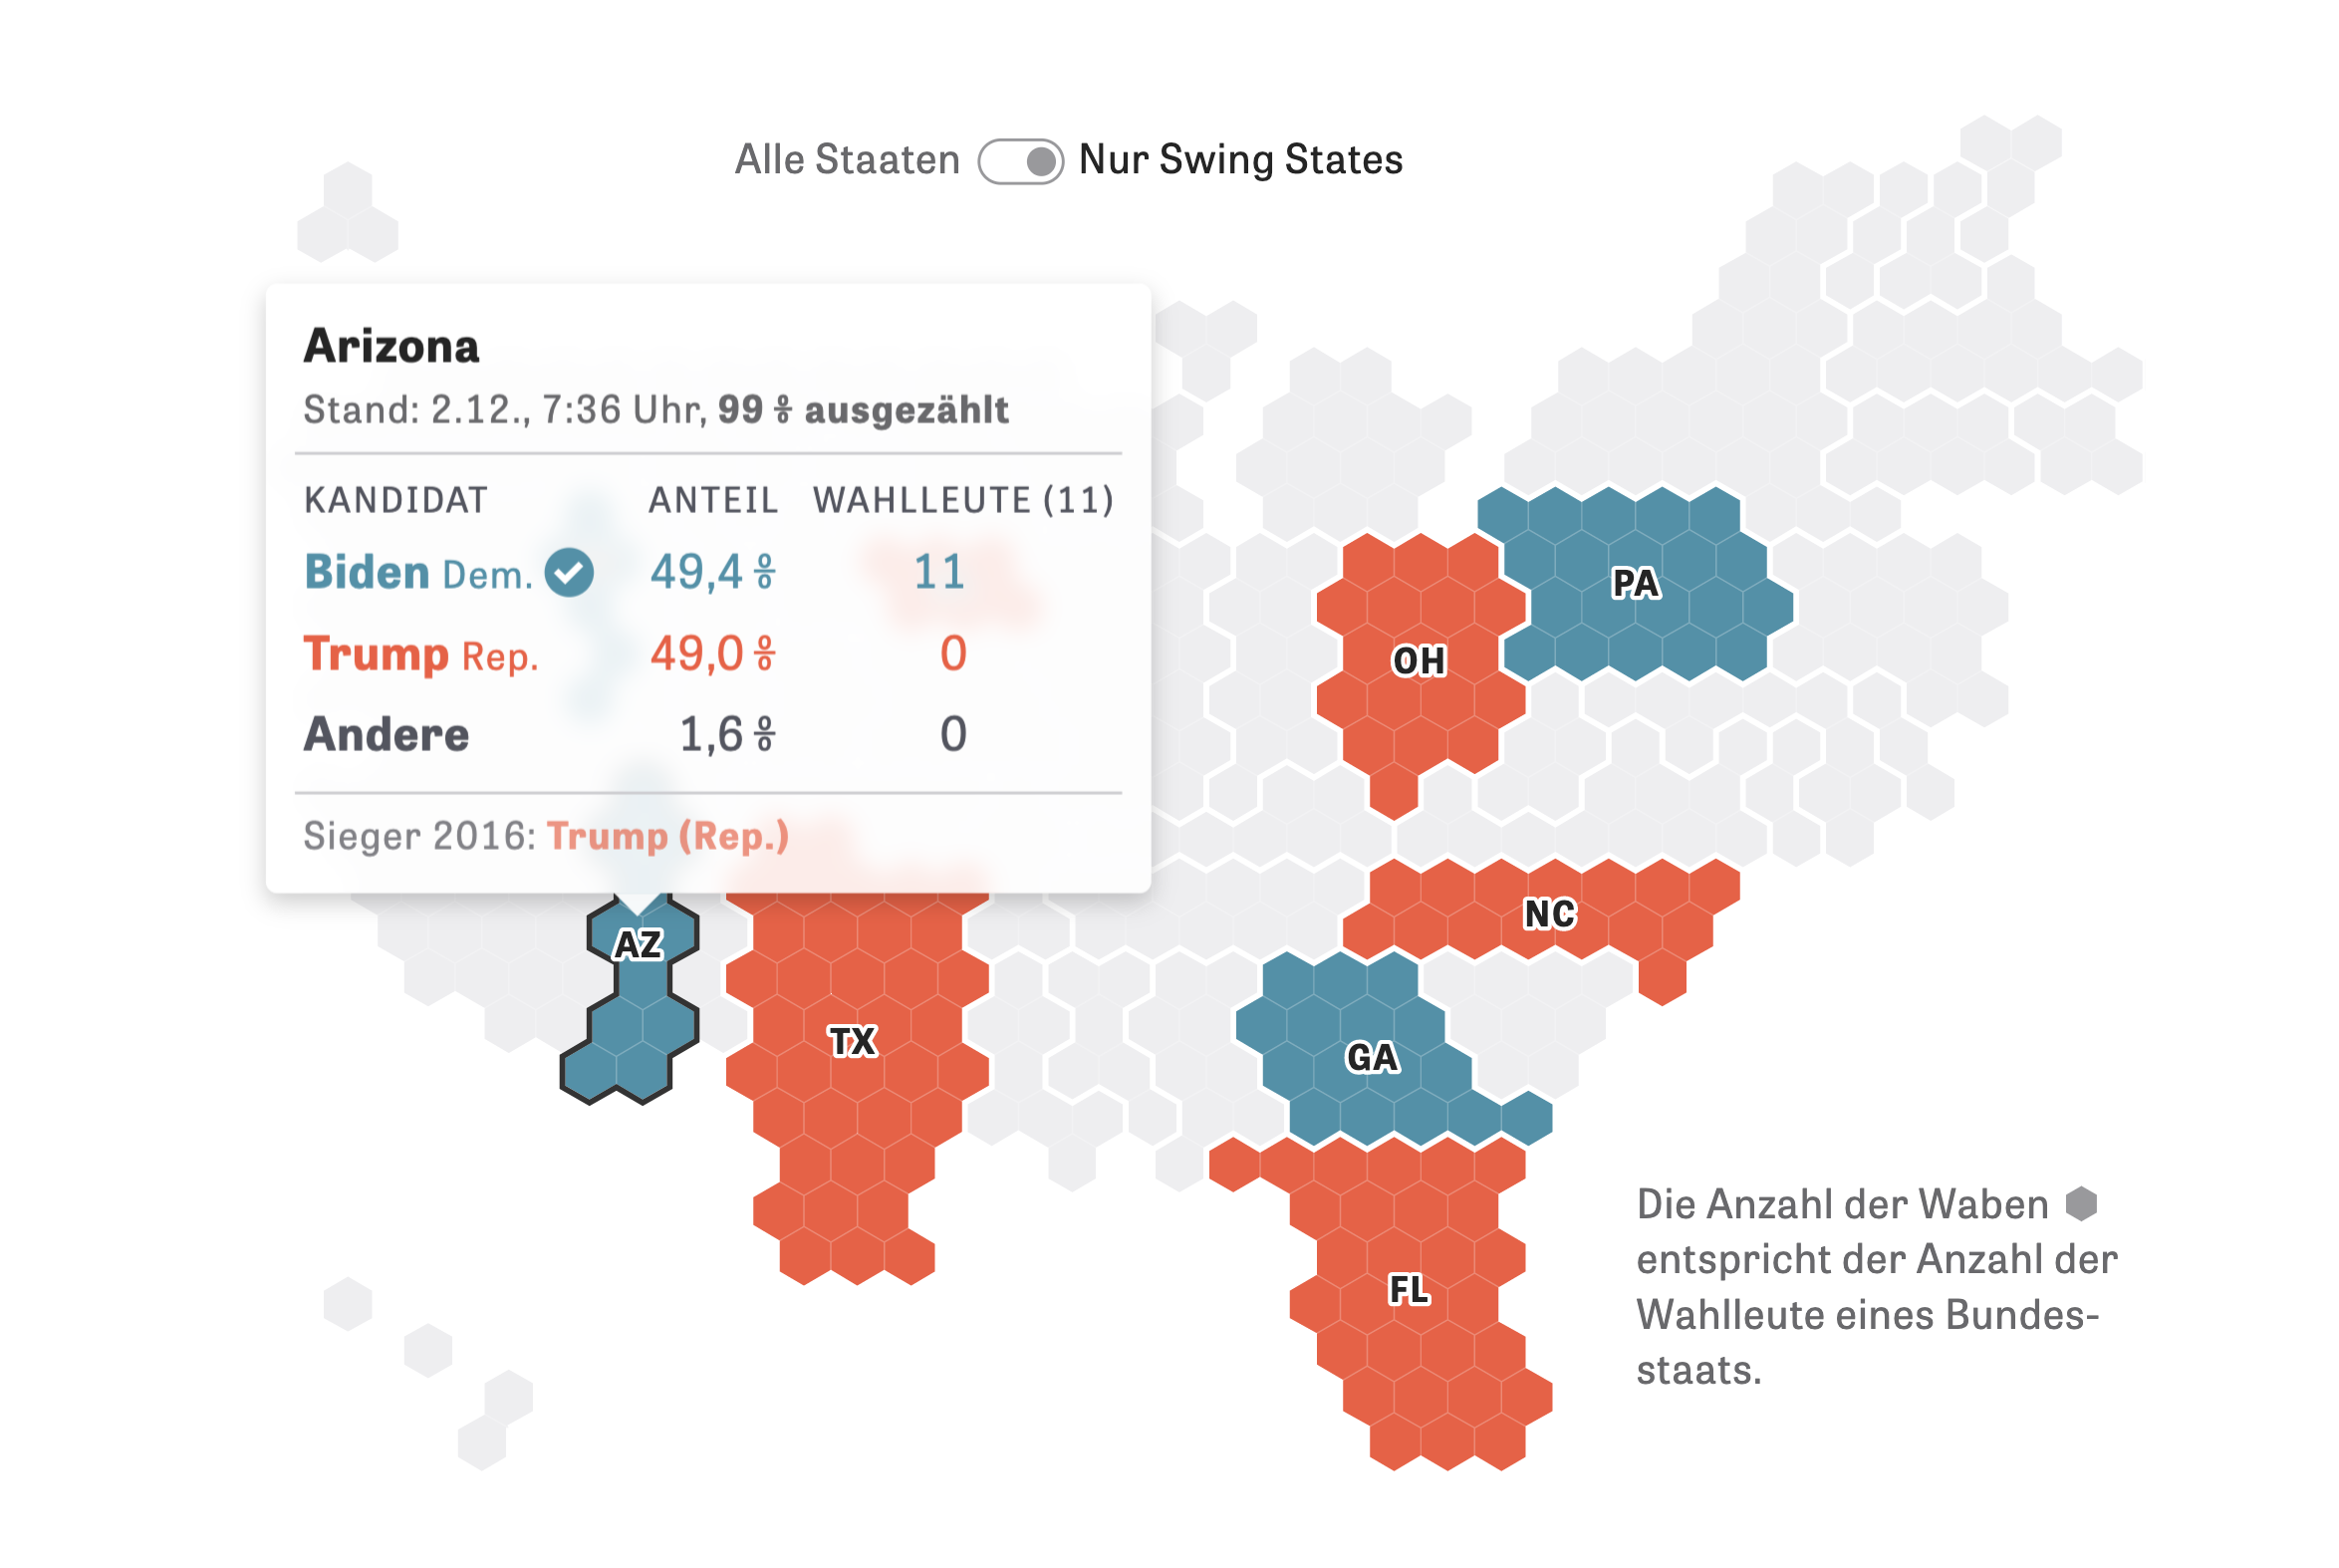 Alle Staaten Nur Swing States
Arizona
Stand: 2.12., 7:36 Uhr, 99 % ausgezählt
KANDIDAT ANTEIL WAHLLEUTE (11)
Biden Dem. 49,4 % 11
Trump Rep. 49,0 % 0
Andere 1,6 % 0
Sieger 2016: Trump (Rep.)
PA
OH
NC
AZ
TX
GA
FL
Die Anzahl der Waben
entspricht der Anzahl der
Wahlleute eines Bundes-
staats.